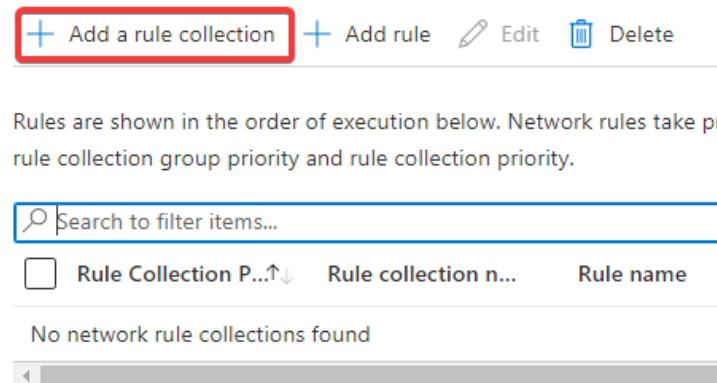 Add a rule collection Add rule Edit Delete
Rules are shown in the order of execution below. Network rules take
rule collection group priority and rule collection priority.
Search to filter items...
Rule Collection P...↑↓ Rule collection n... Rule name
No network rule collections found